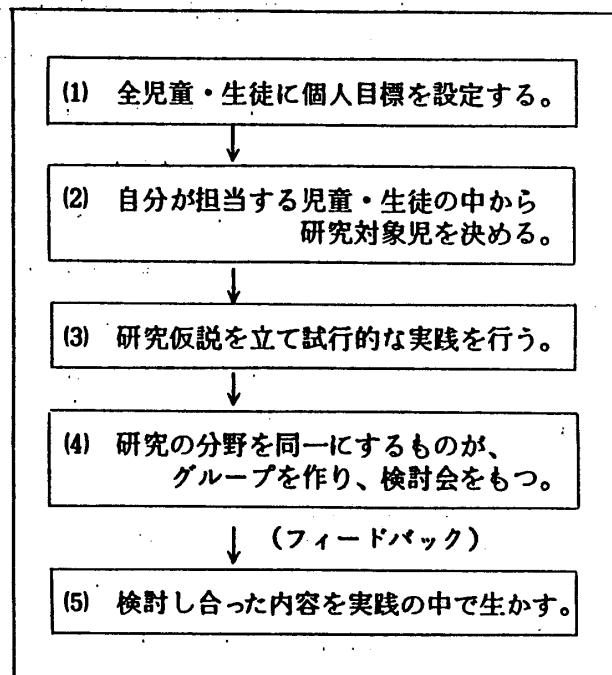 (1) 全児童・生徒に個人目標を設定する。
(2) 自分が担当する児童・生徒の中から
研究対象児を決める。
(3) 研究仮説を立て試行的な実践を行う。
(4) 研究の分野を同一にするものが、
グループを作り、検討会をもつ。
(フィードバック)
(5) 検討し合った内容を実践の中で生かす。